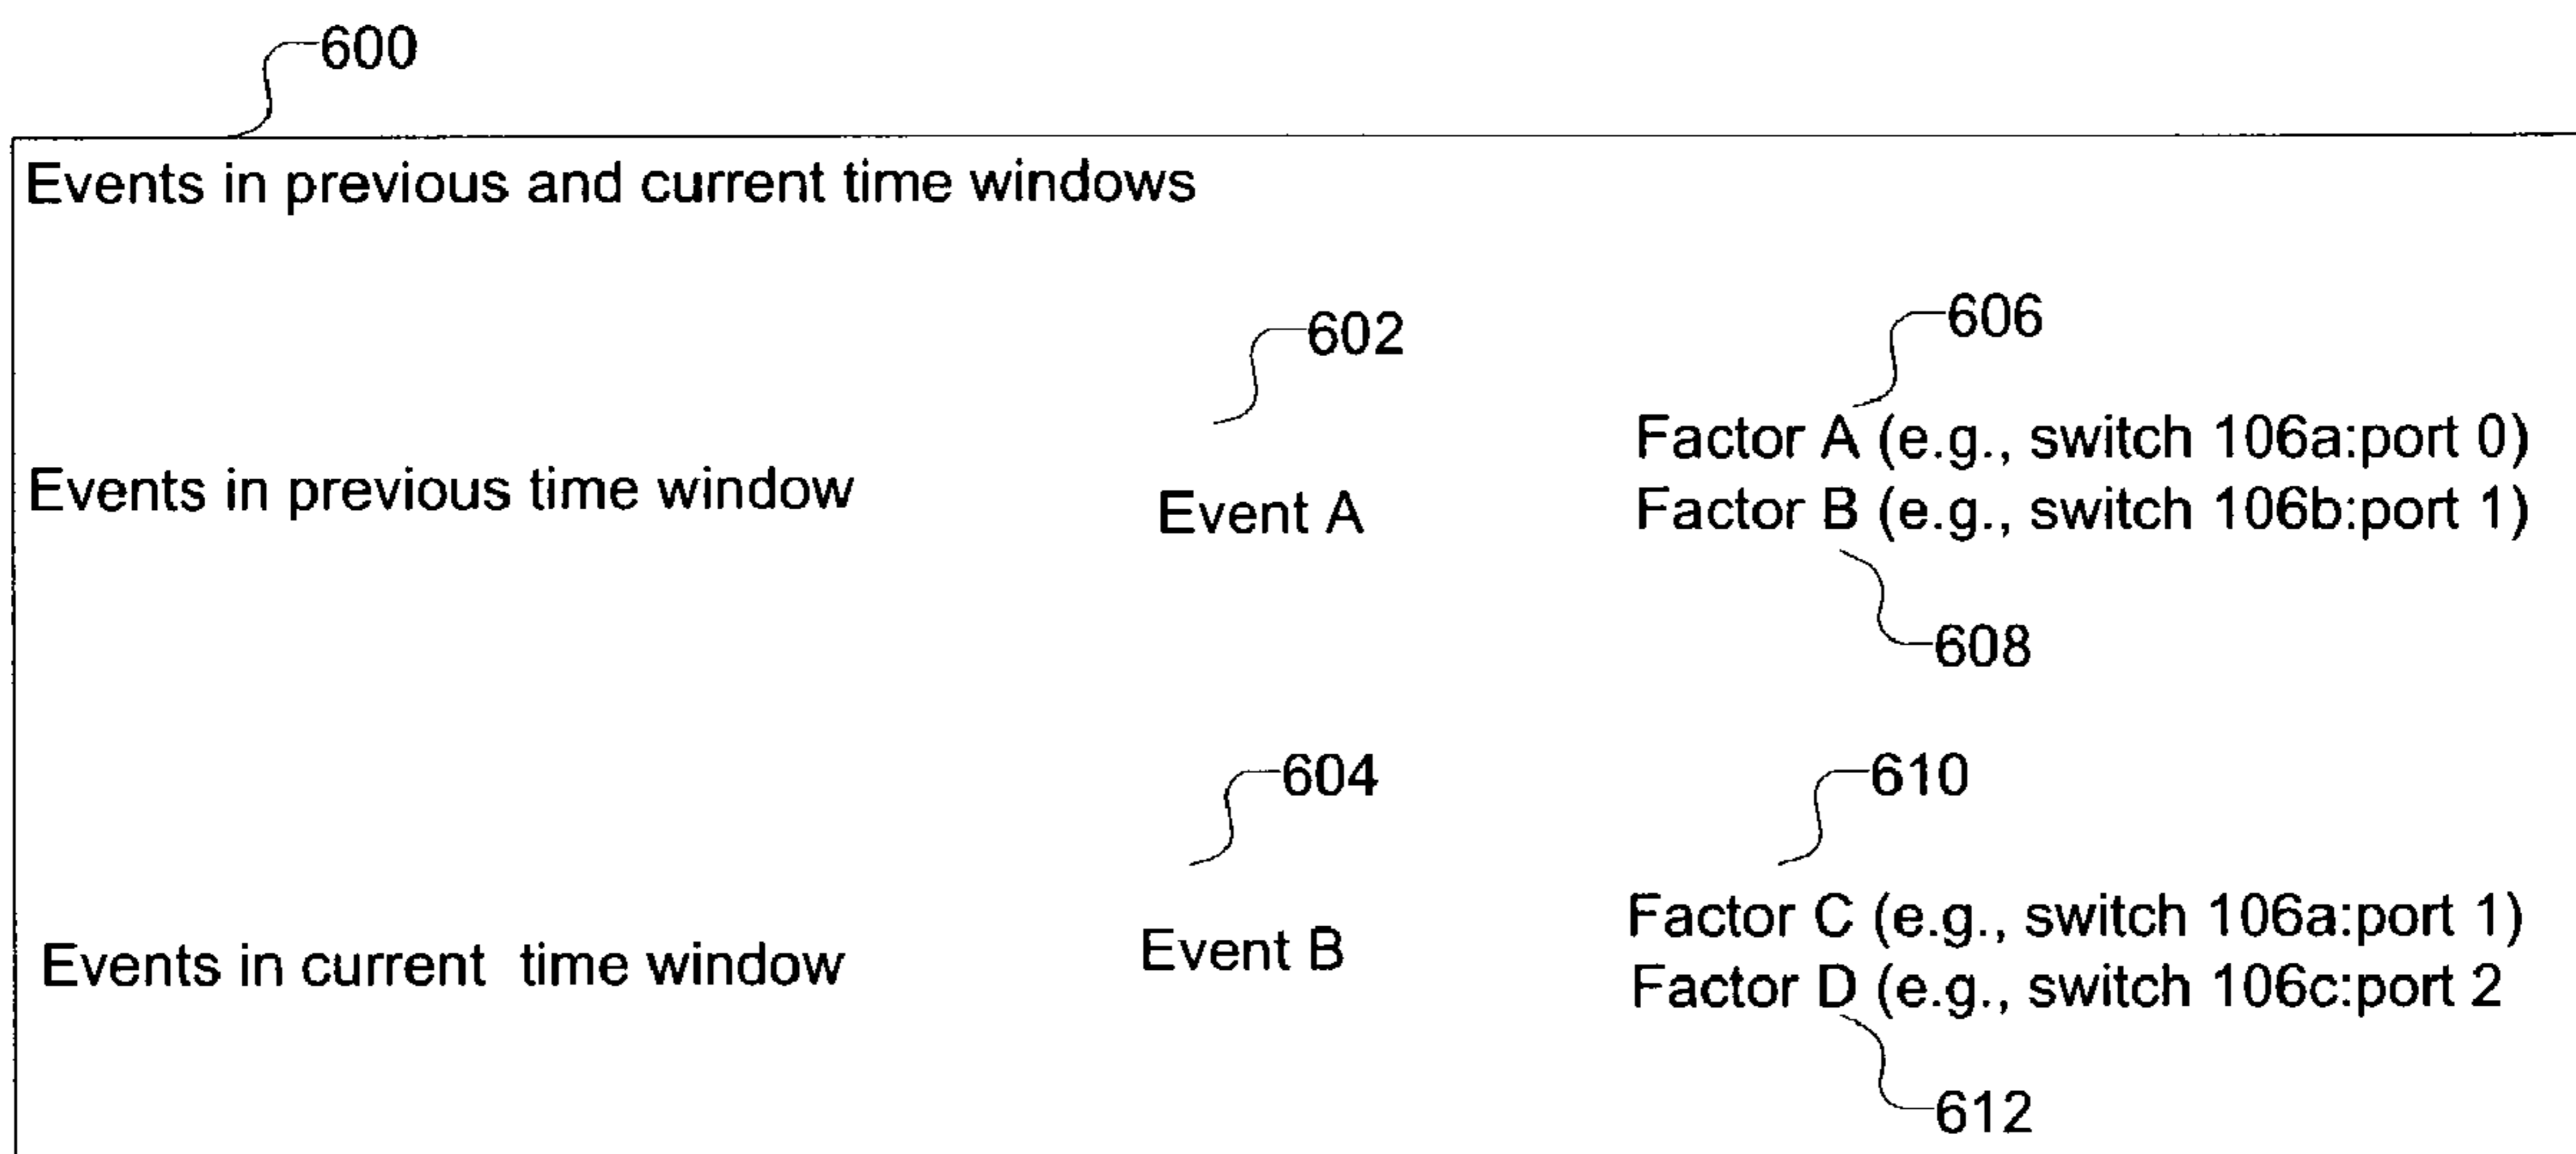 600
Events in previous and current time windows
602
606
Factor A (e.g., switch 106a:port 0)
Events in previous time window
Event A
Factor B (e.g., switch 106b:port 1)
608
604
610
Factor C (e.g., switch 106a:port 1)
Events in current time window
Event B
Factor D (e.g., switch 106c:port 2
612